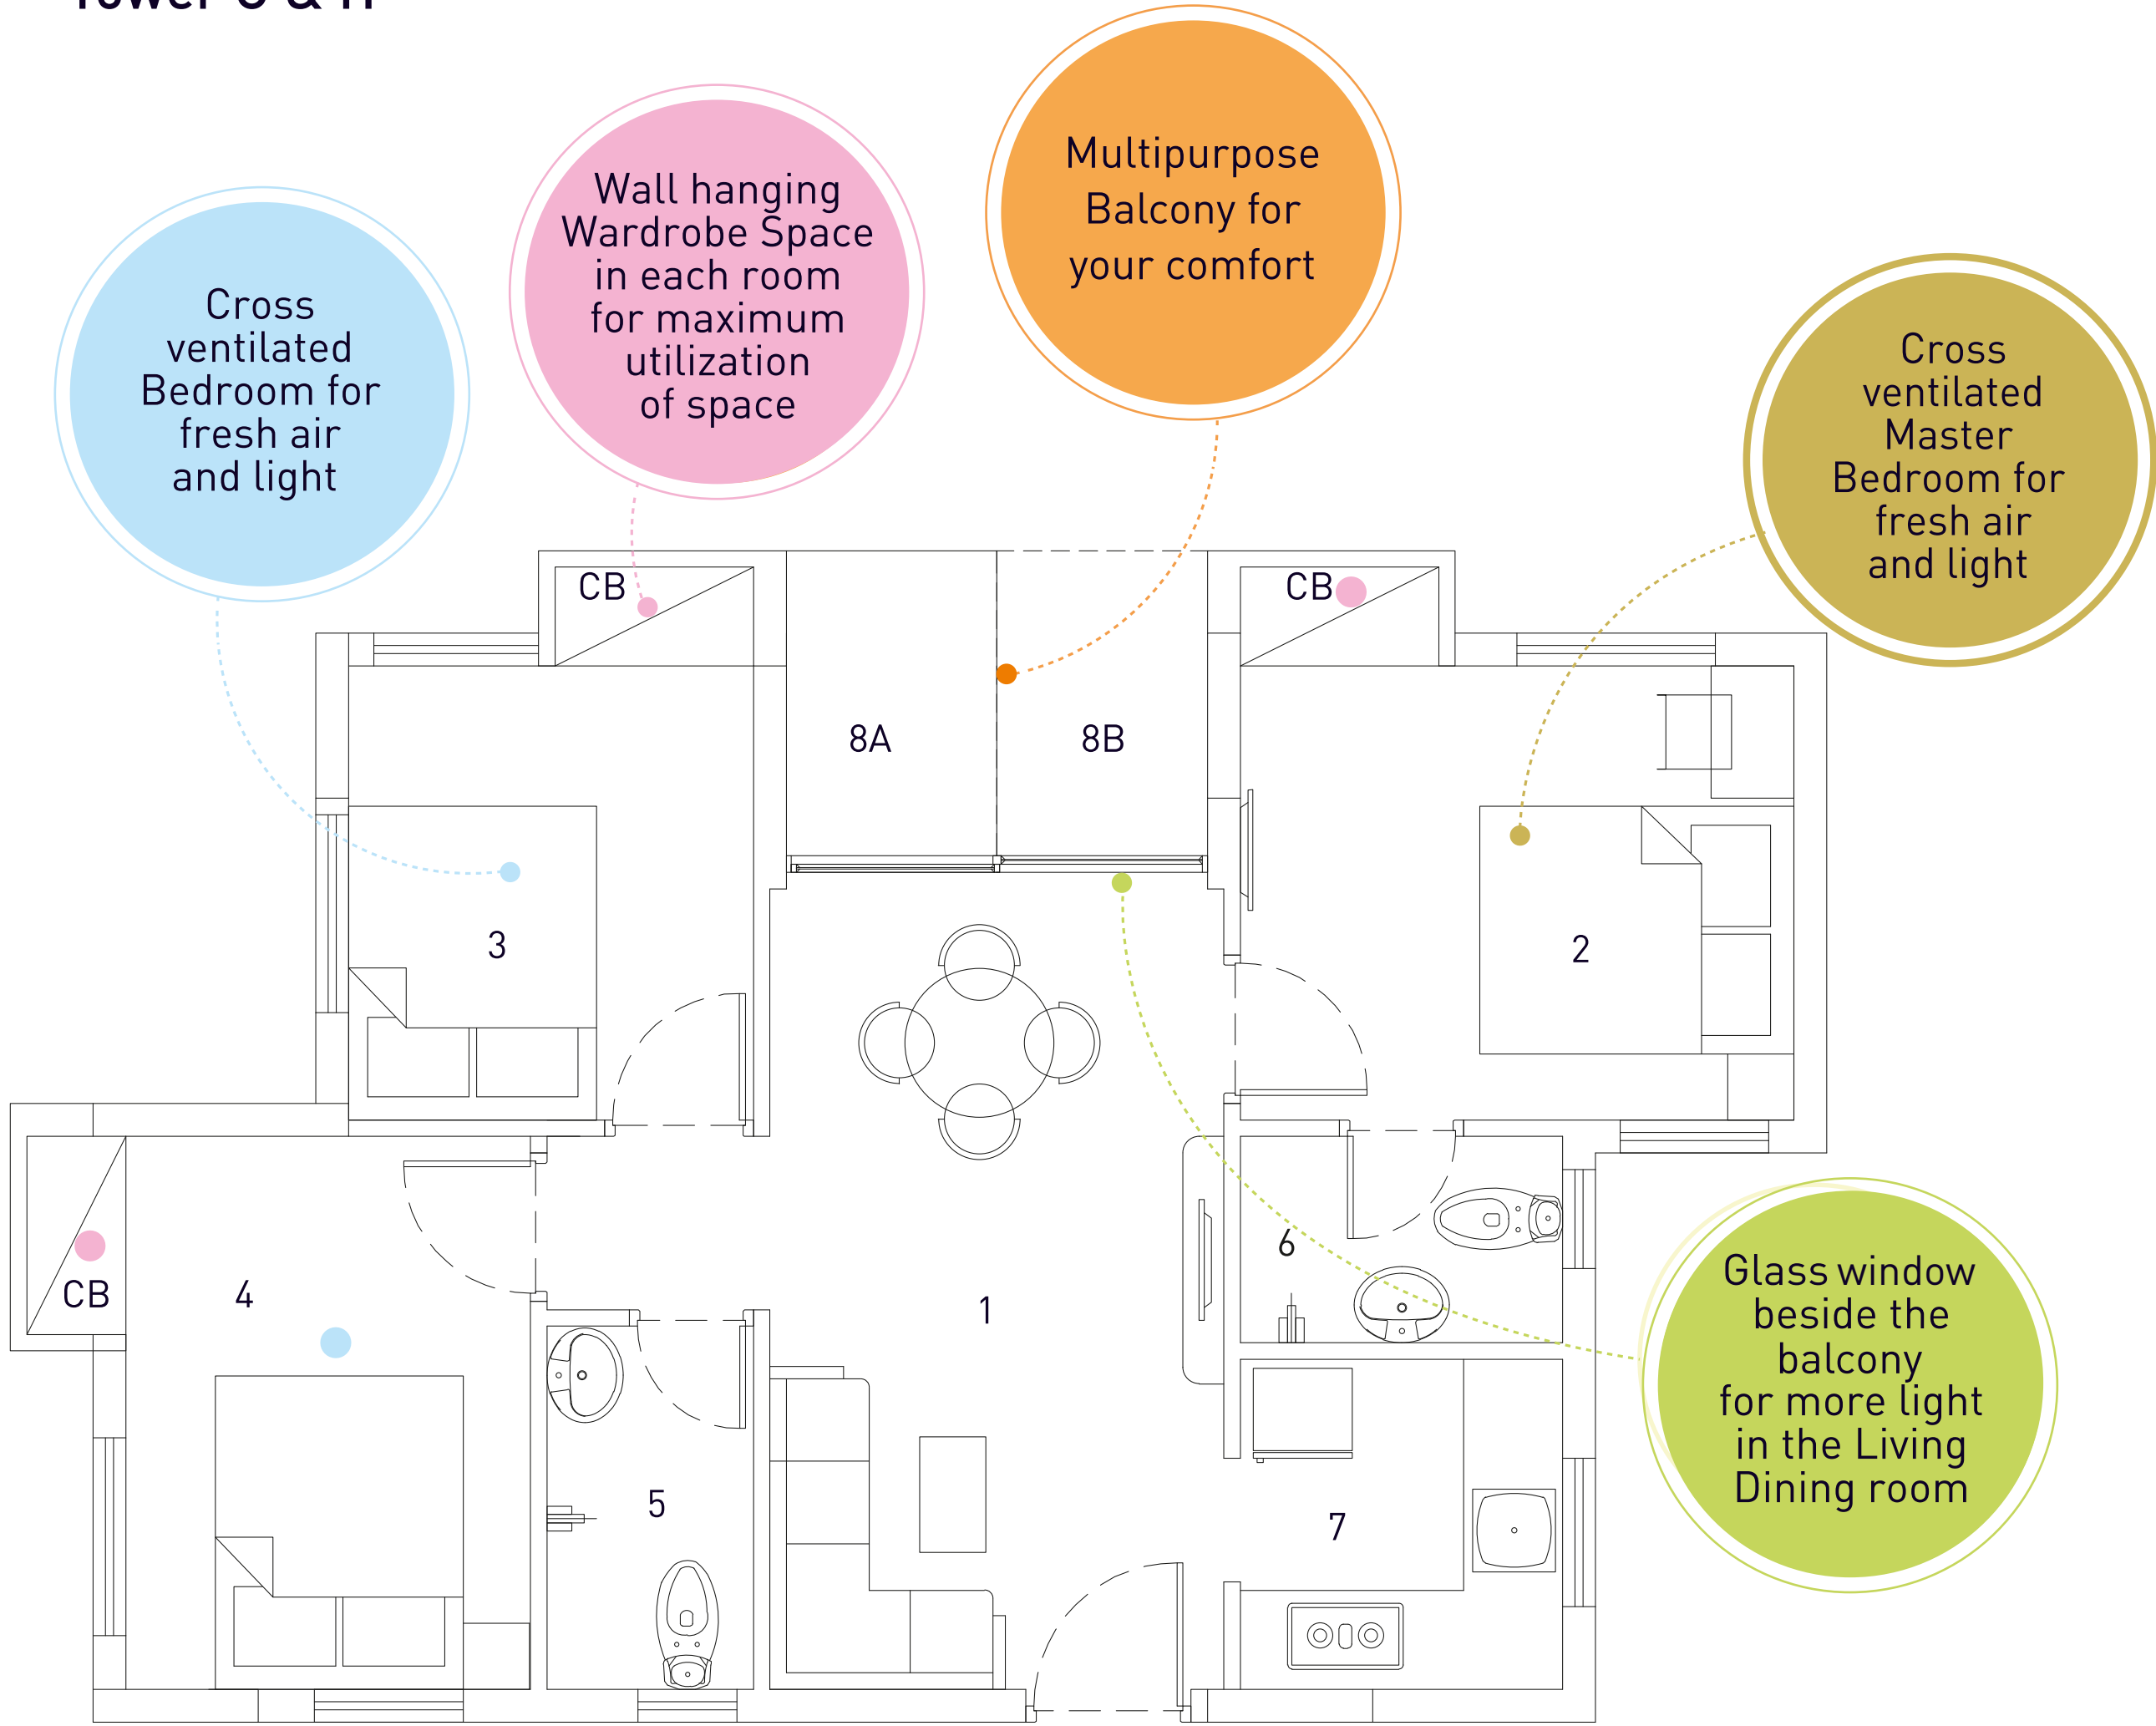 Multipurpose
Balcony for
your comfort
Wall hanging
Wardrobe Space
in each room
for maximum
utilization
of space
Cross
ventilated
Bedroom for
fresh air
and light
Cross
ventilated
Master
Bedroom for
fresh air
and light
CB
CB
8A
8B
3
2
6
CB
4
1
5
7
Glass window
beside the
balcony
for more light
in the Living
Dining room